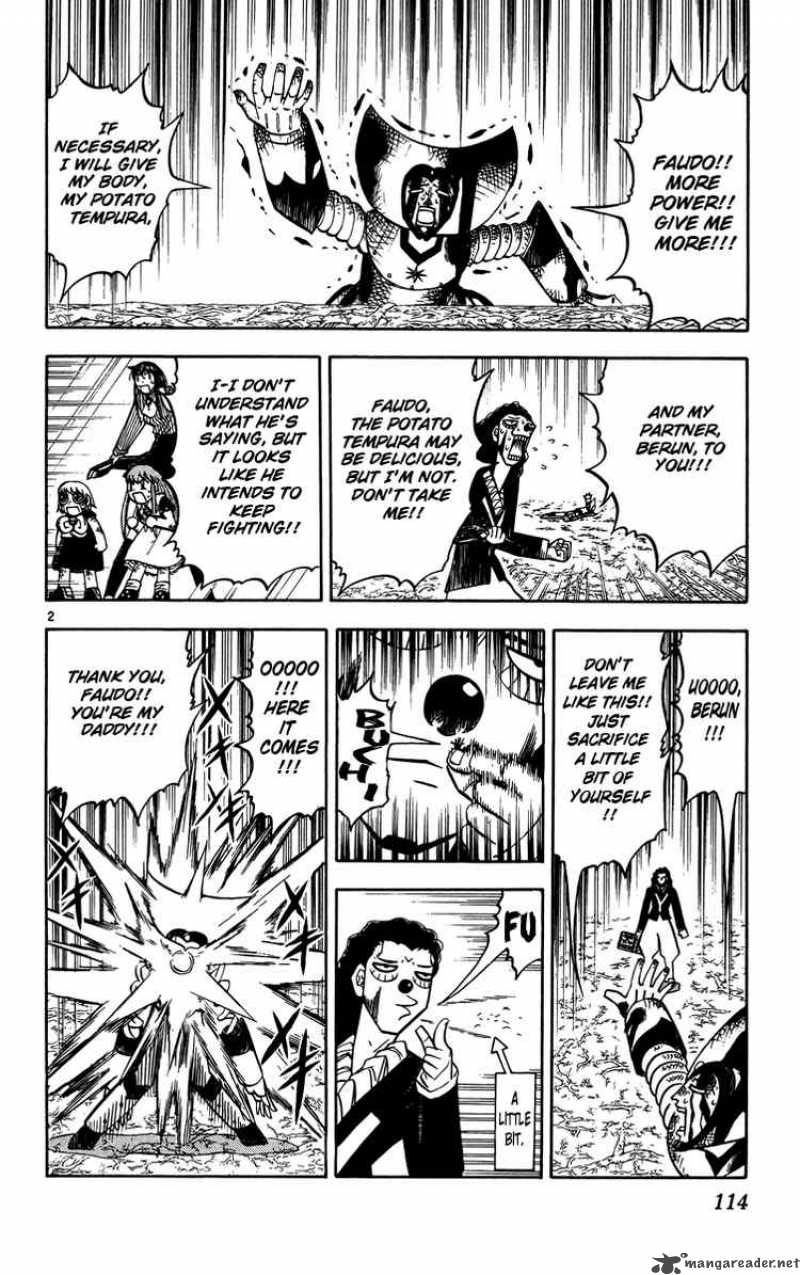 FAUDO!!
MORE
POWER!!
GIVE ME
MORE!!!
IF
NECESSARY,
I WILL GIVE
MY BODY,
MY POTATO
TEMPURA,
AND MY
PARTNER,
BERUN, TO
YOU!!!
FAUDO,
THE POTATO
TEMPURA MAY
BE DELICIOUS,
BUT I'M NOT.
DON'T TAKE
ME!!
I-I DON'T
UNDERSTAND
WHAT HE'S
SAYING, BUT
IT LOOKS
LIKE HE
INTENDS TO
KEEP
FIGHTING!!
2
UOOOO,
BERUN
!!!
DON'T
LEAVE ME
LIKE THIS!!
JUST
SACRIFICE
A LITTLE
BIT OF
YOURSELF
!!
BUCHI
FU
A
LITTLE
BIT.
OOOOO
!!!
HERE
IT
COMES
!!!
THANK YOU,
FAUDO!!
YOU'RE MY
DADDY!!!
114
mangareader.net